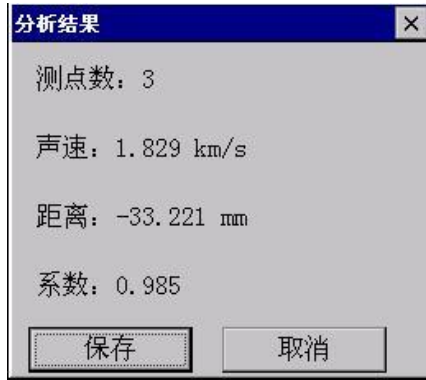 分析结果
测点数：3
声速：1.829 km/s
距离：-33.221 mm
系数：0.985
保存 取消